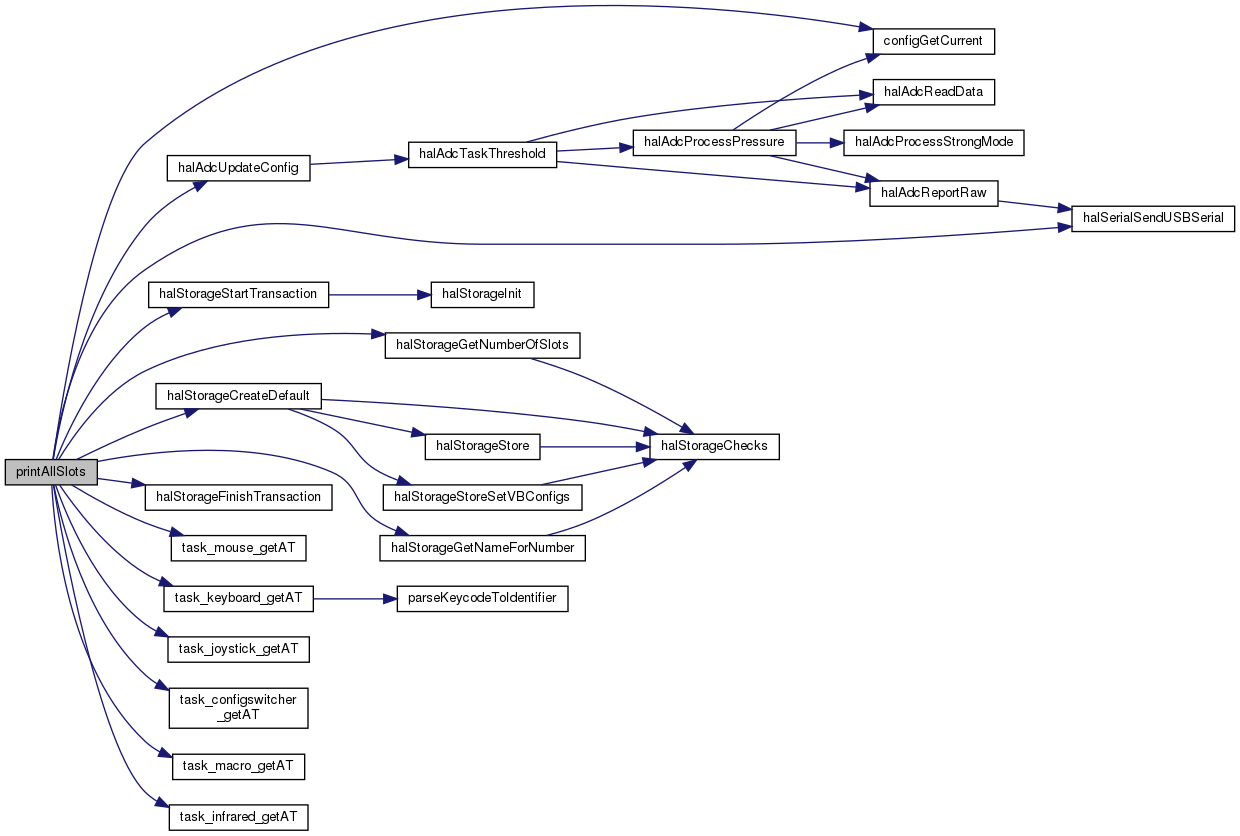 configGetCurrent
halAdcReadData
halAdcProcessPressure
halAdcProcessStrongMode
halAdcTaskThreshold
halAdcUpdateConfig
halAdcReportRaw
halSerialSendUSBSerial
halStorageStartTransaction
halStorageInit
halStorageGetNumberOfSlots
halStorageCreateDefault
halStorageStore
halStorageChecks
printAllSlots
halStorageFinishTransaction
halStorageStoreSetVBConfigs
task_mouse_getAT
halStorageGetNameForNumber
task_keyboard_getAT
parseKeycodeToIdentifier
task_joystick_getAT
task_configswitcher
_getAT
task_macro_getAT
task_infrared_getAT